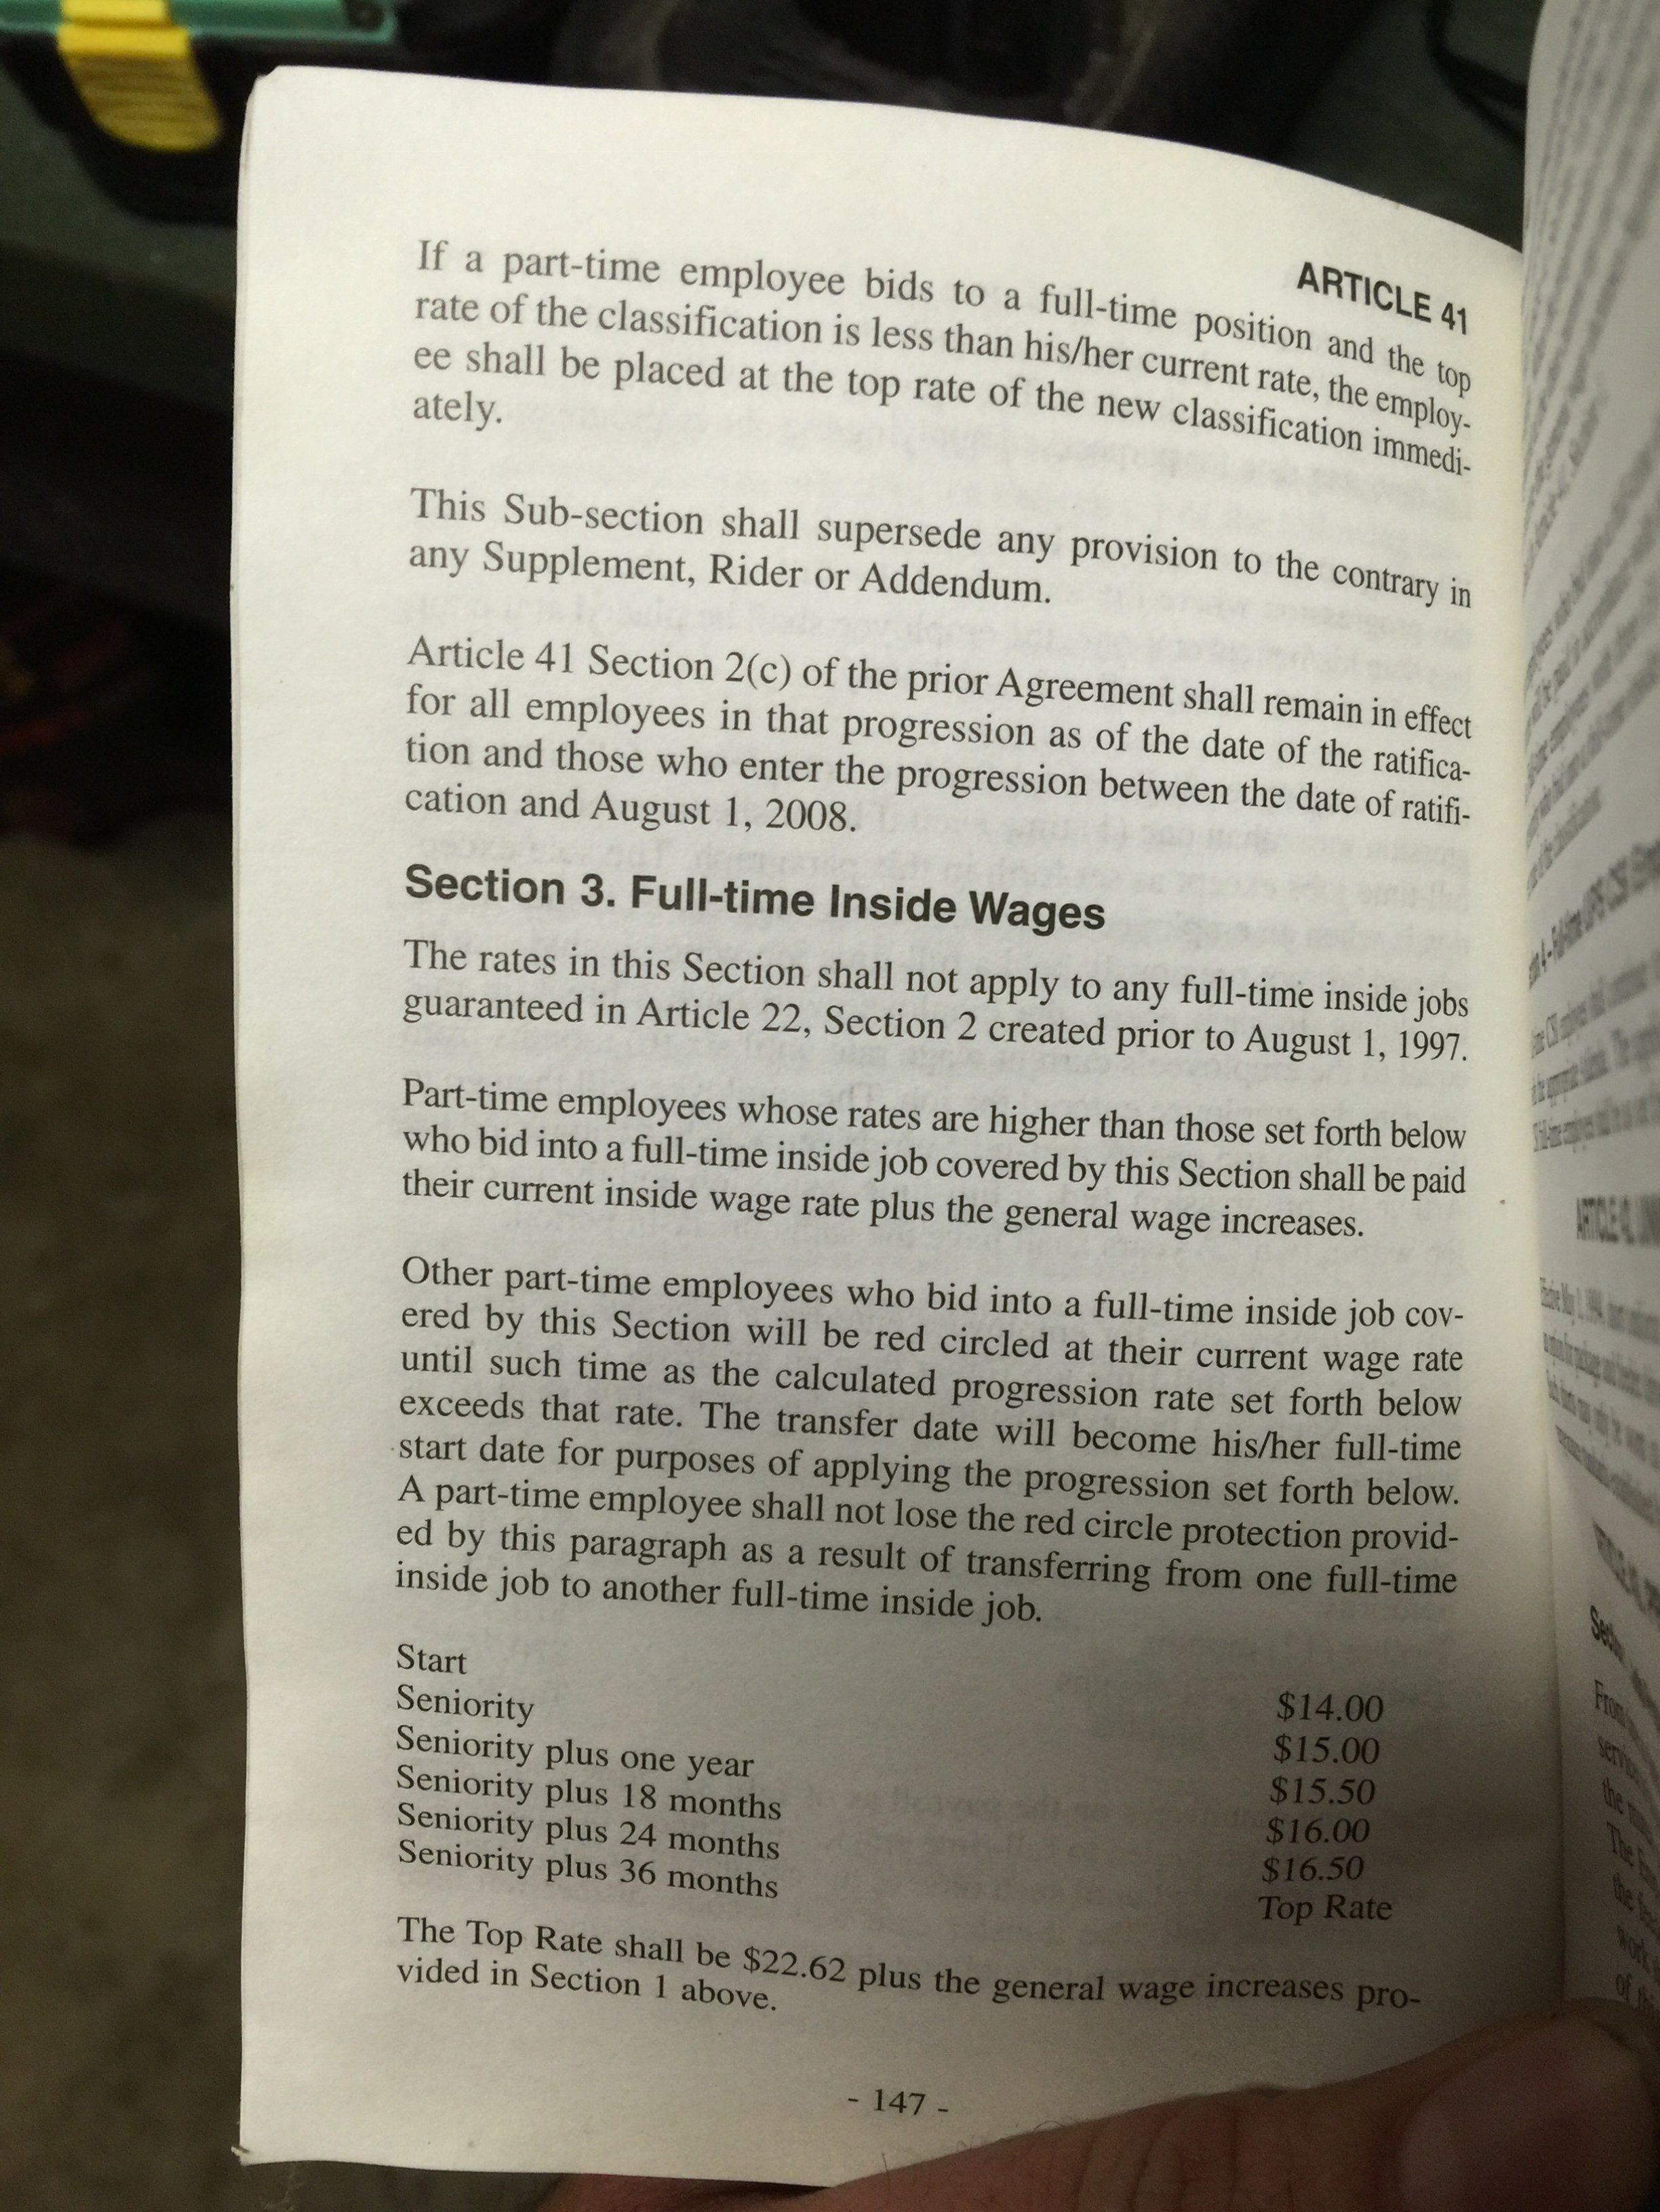 ARTICLE 41
If a part-time employee bids to a full-time position and the top
rate of the classification is less than his/her current rate, the employ-
ee shall be placed at the top rate of the new classification immedi-
ately.
This Sub-section shall supersede any provision to the contrary in
any Supplement, Rider or Addendum.
Article 41 Section 2(c) of the prior Agreement shall remain in effect
for all employees in that progression as of the date of the ratifica-
tion and those who enter the progression between the date of ratifi-
cation and August 1, 2008.
Section 3. Full-time Inside Wages
The rates in this Section shall not apply to any full-time inside jobs
guaranteed in Article 22, Section 2 created prior to August 1, 1997.
Part-time employees whose rates are higher than those set forth below
who bid into a full-time inside job covered by this Section shall be paid
their current inside wage rate plus the general wage increases.
Other part-time employees who bid into a full-time inside job cov-
ered by this Section will be red circled at their current wage rate
until such time as the calculated progression rate set forth below
exceeds that rate. The transfer date will become his/her full-time
start date for purposes of applying the progression set forth below.
A part-time employee shall not lose the red circle protection provid-
ed by this paragraph as a result of transferring from one full-time
inside job to another full-time inside job.
Start $14.00
Seniority $15.00
Seniority plus one year $15.50
Seniority plus 18 months $16.00
Seniority plus 24 months $16.50
Seniority plus 36 months Top Rate
The Top Rate shall be $22.62 plus the general wage increases pro-
vided in Section 1 above.
- 147 -